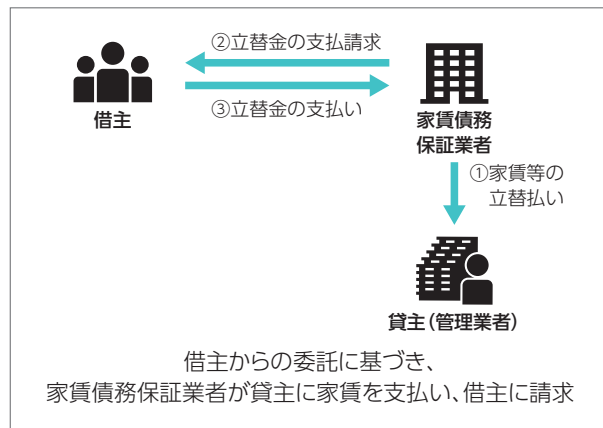 ②立替金の支払請求
③立替金の支払い
借主
家賃債務
保証業者
①家賃等の
立替払い
貸主（管理業者）
借主からの委託に基づき、
家賃債務保証業者が貸主に家賃を支払い、借主に請求